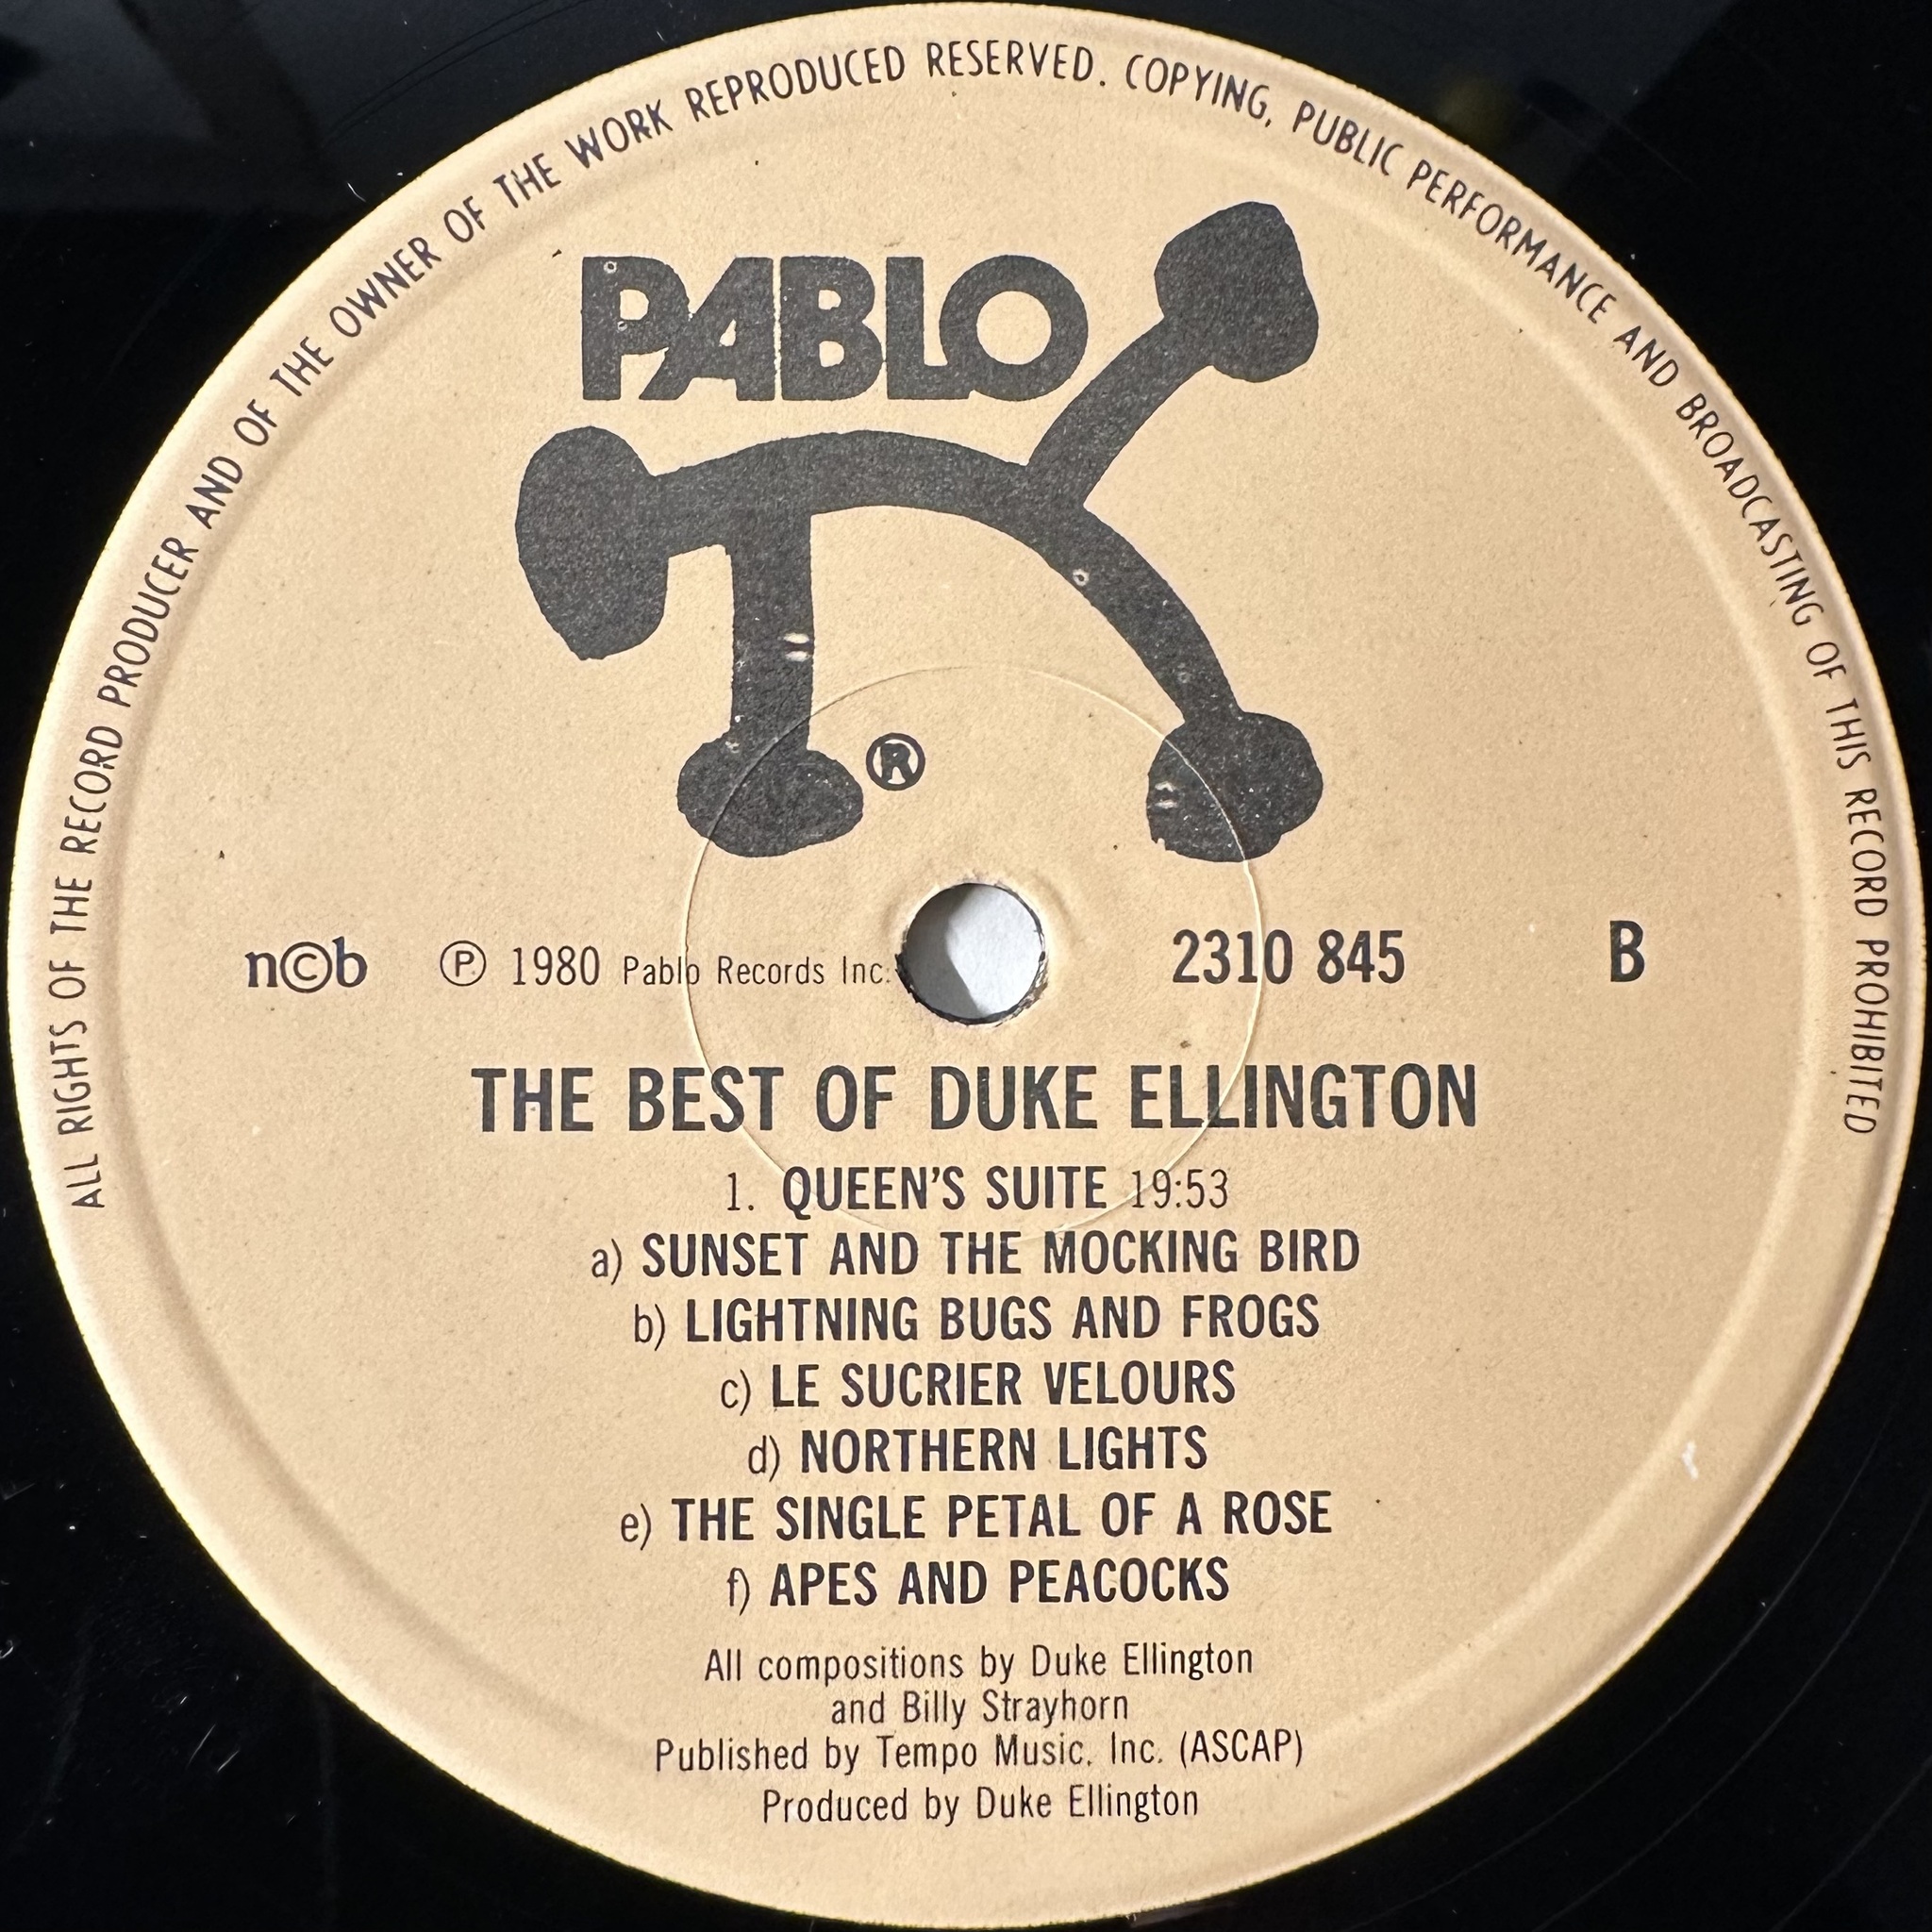 ALL RIGHTS OF THE RECORD PRODUCER AND OF THE OWNER OF THE WORK REPRODUCED RESERVED. COPYING, PUBLIC PERFORMANCE AND BROADCASTING OF THIS RECORD PROHIBITED
PABLO
®
n©b ℗ 1980 Pablo Records Inc. 2310 845 B
THE BEST OF DUKE ELLINGTON
1. QUEEN'S SUITE 19:53
a) SUNSET AND THE MOCKING BIRD
b) LIGHTNING BUGS AND FROGS
c) LE SUCRIER VELOURS
d) NORTHERN LIGHTS
e) THE SINGLE PETAL OF A ROSE
f) APES AND PEACOCKS
All compositions by Duke Ellington
and Billy Strayhorn
Published by Tempo Music. Inc. (ASCAP)
Produced by Duke Ellington